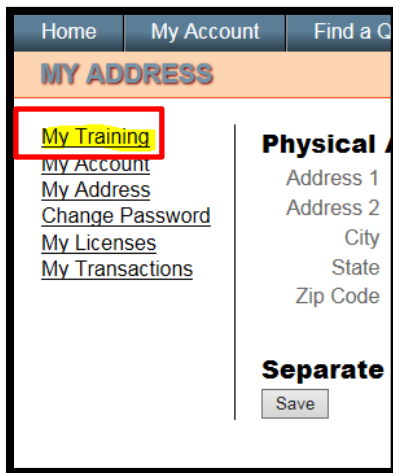 Home My Account Find a Q
MY ADDRESS
My Training
My Account
My Address
Change Password
My Licenses
My Transactions
Physical
Address 1
Address 2
City
State
Zip Code
Separate
Save